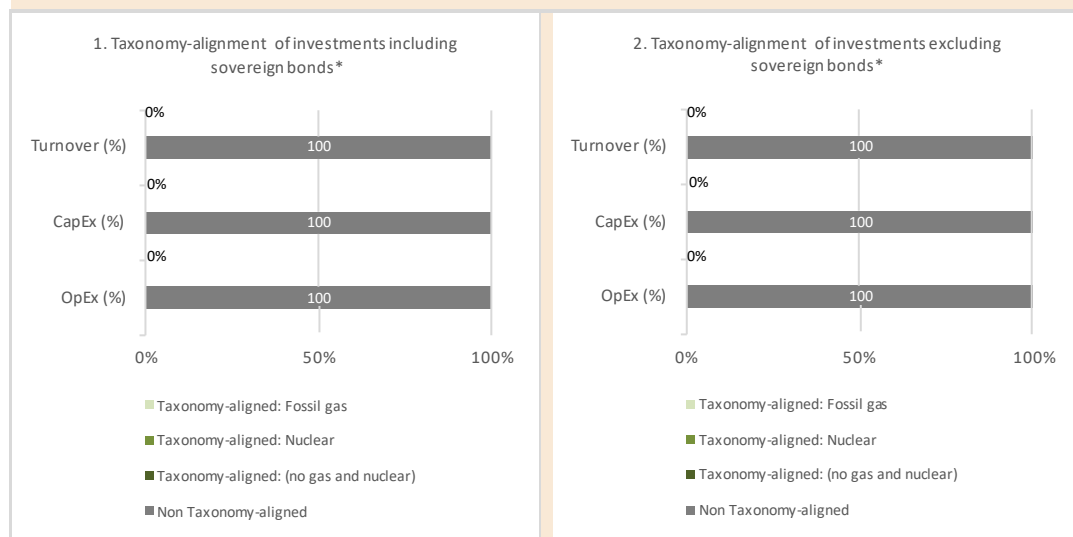 1. Taxonomy-alignment of investments including
sovereign bonds*
0%
Turnover (%)
100
0%
CapEx (%)
100
0%
OpEx (%)
100
0%
50%
100%
Taxonomy-aligned: Fossil gas
Taxonomy-aligned: Nuclear
Taxonomy-aligned: (no gas and nuclear)
Non Taxonomy-aligned
2. Taxonomy-alignment of investments excluding
sovereign bonds*
0%
Turnover (%)
100
0%
CapEx (%)
100
0%
OpEx (%)
100
0%
50%
100%
Taxonomy-aligned: Fossil gas
Taxonomy-aligned: Nuclear
Taxonomy-aligned: (no gas and nuclear)
Non Taxonomy-aligned